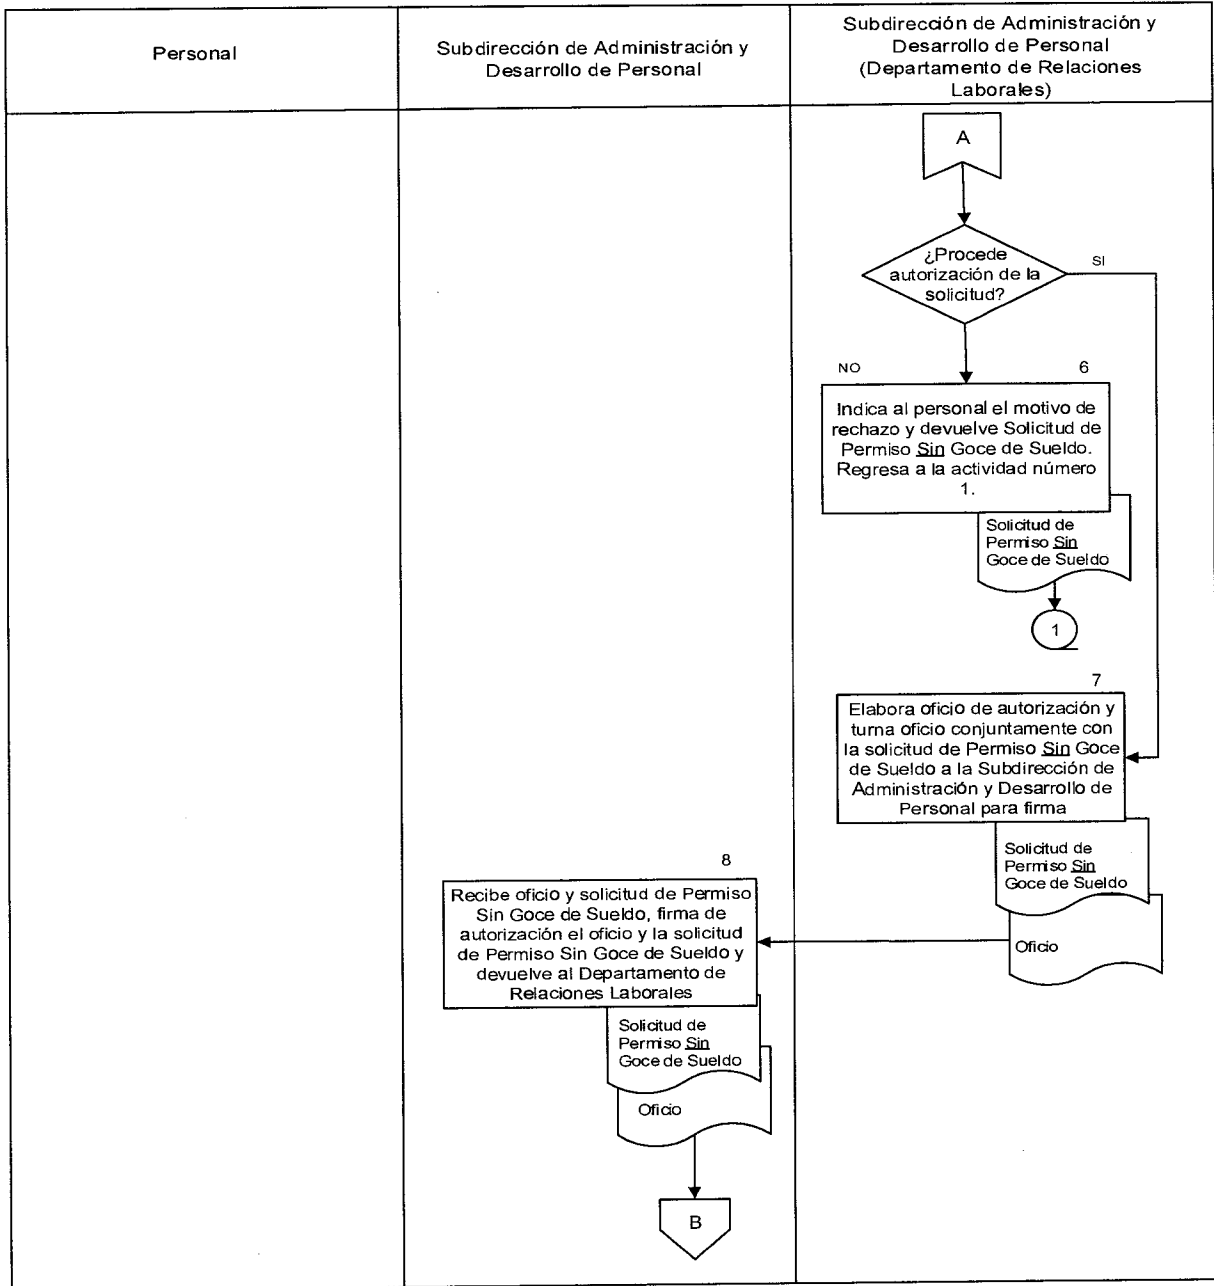 Personal
Subdirección de Administración y
Desarrollo de Personal
Subdirección de Administración y
Desarrollo de Personal
(Departamento de Relaciones
Laborales)
A
¿Procede
autorización de la
solicitud?
SI
NO
6
Indica al personal el motivo de
rechazo y devuelve Solicitud de
Permiso Sin Goce de Sueldo.
Regresa a la actividad número
1.
Solicitud de
Permiso Sin
Goce de Sueldo
1
7
Elabora oficio de autorización y
turna oficio conjuntamente con
la solicitud de Permiso Sin Goce
de Sueldo a la Subdirección de
Administración y Desarrollo de
Personal para firma
Solicitud de
Permiso Sin
Goce de Sueldo
Oficio
8
Recibe oficio y solicitud de Permiso
Sin Goce de Sueldo, firma de
autorización el oficio y la solicitud
de Permiso Sin Goce de Sueldo y
devuelve al Departamento de
Relaciones Laborales
Solicitud de
Permiso Sin
Goce de Sueldo
Oficio
B